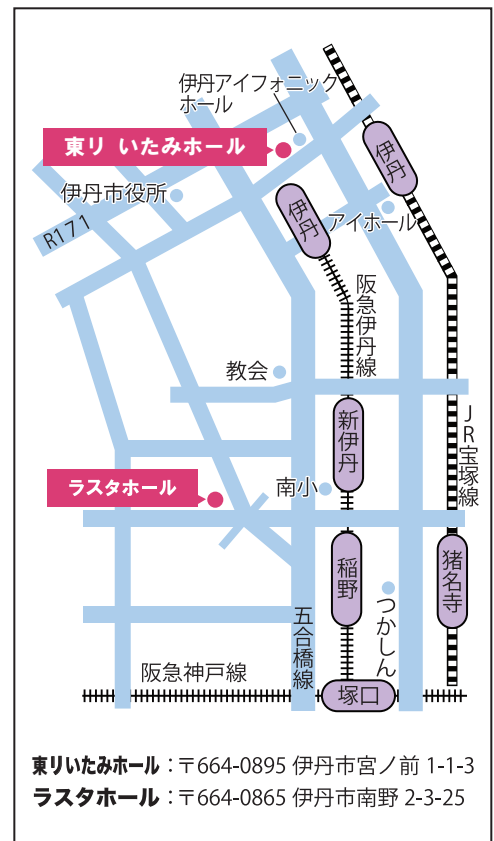 伊丹アイフォニック
ホール
東リ いたみホール
伊丹
伊丹市役所
伊丹
アイホール
R171
阪急伊丹線
教会
新伊丹
JR宝塚線
ラスタホール
南小
稲野
猪名寺
つかしん
五合橋線
阪急神戸線
塚口
東リいたみホール：〒664-0895 伊丹市宮ノ前 1-1-3
ラスタホール：〒664-0865 伊丹市南野 2-3-25